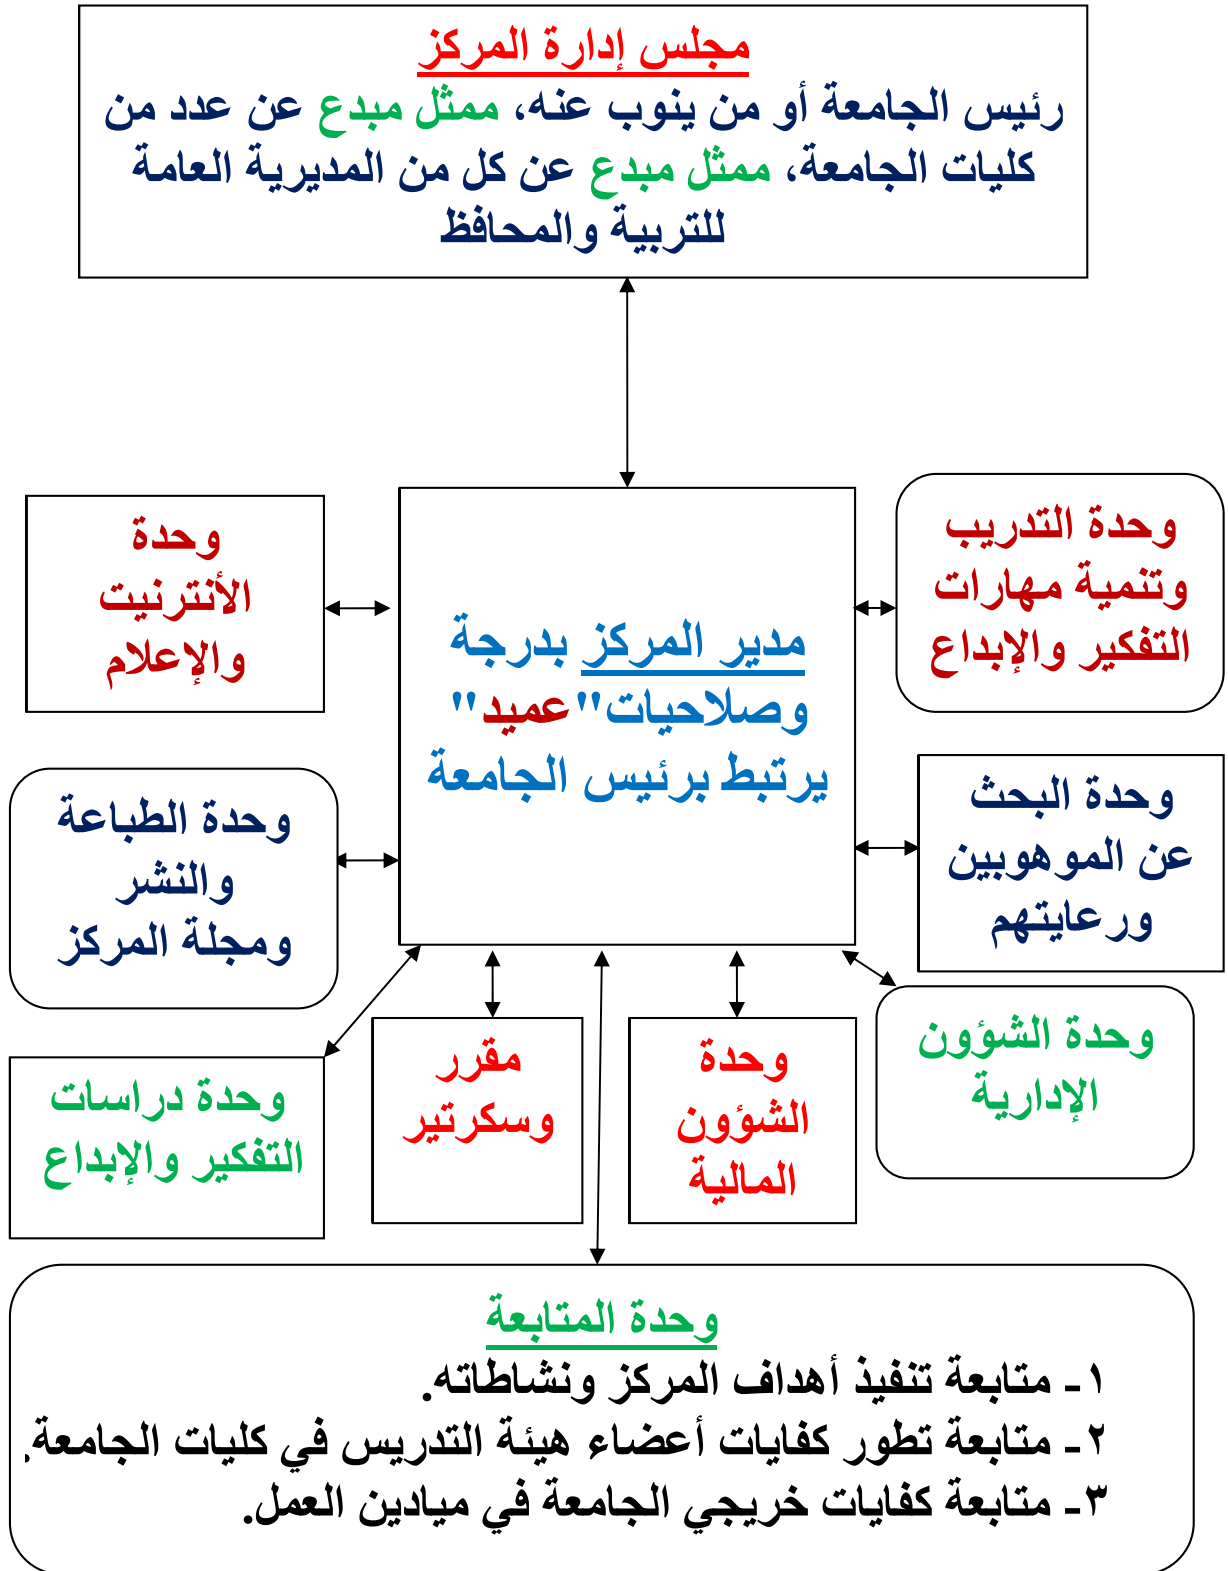 مجلس إدارة المركز
رئيس الجامعة أو من ينوب عنه، ممثل مبدع عن عدد من
كليات الجامعة، ممثل مبدع عن كل من المديرية العامة
للتربية والمحافظ
وحدة التدريب
وتنمية مهارات
التفكير والإبداع
وحدة
الأنترنيت
والإعلام
مدير المركز بدرجة
وصلاحيات"عميد"
يرتبط برئيس الجامعة
وحدة البحث
عن الموهوبين
ورعايتهم
وحدة الطباعة
والنشر
ومجلة المركز
وحدة الشؤون
الإدارية
وحدة
الشؤون
المالية
مقرر
وسكرتير
وحدة دراسات
التفكير والإبداع
وحدة المتابعة
١- متابعة تنفيذ أهداف المركز ونشاطاته.
٢- متابعة تطور كفايات أعضاء هيئة التدريس في كليات الجامعة.
٣- متابعة كفايات خريجي الجامعة في ميادين العمل.